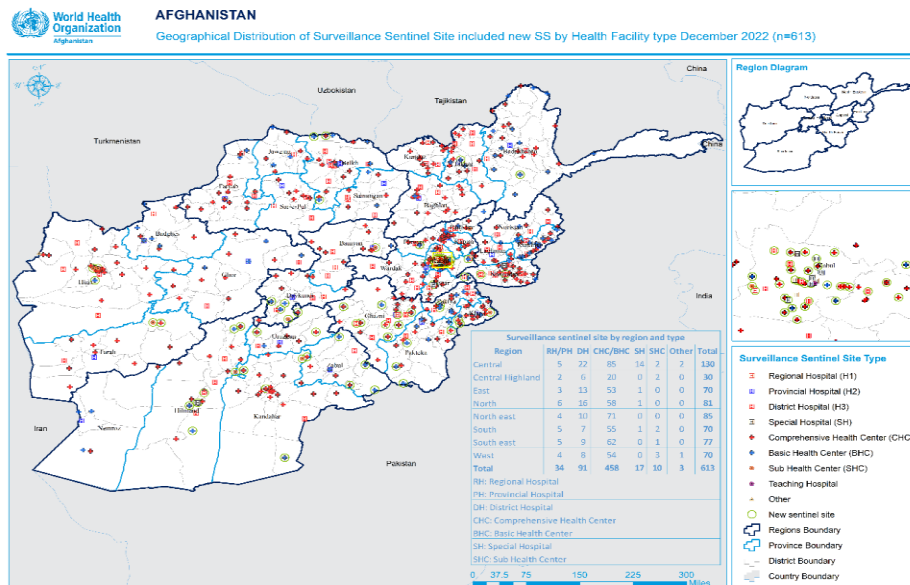 World Health
Organization
Afghanistan
AFGHANISTAN
Geographical Distribution of Surveillance Sentinel Site included new SS by Health Facility type December 2022 (n=613)
China
Uzbekistan
Tajikistan
Turkmenistan
China
India
Iran
Pakistan
Jawzjan
Faryab
Samangan
Baghlan
Badghis
Bamyan
Wardak
Ghor
Ghazni
Paktika
Farah
Zabul
Hilmand
Kandahar
Nimroz
Surveillance sentinel site by region and type
Region RH/PH DH CHC/BHC SH SHC Other Total
Central 5 22 85 14 2 2 130
Central Highland 2 6 20 0 2 0 30
East 3 13 53 1 0 0 70
North 6 16 58 1 0 0 81
North east 4 10 71 0 0 0 85
South 5 7 55 1 2 0 70
South east 5 9 62 0 1 0 77
West 4 8 54 0 3 1 70
Total 34 91 458 17 10 3 613
RH: Regional Hospital
PH: Provincial Hospital
DH: District Hospital
CHC: Comprehensive Health Center
BHC: Basic Health Center
SH: Special Hospital
SHC: Sub Health Center
0 37.5 75 150 225 300
Miles
Region Diagram
Kabul
Surveillance Sentinel Site Type
Regional Hospital (H1)
Provincial Hospital (H2)
District Hospital (H3)
Special Hospital (SH)
Comprehensive Health Center (CHC
Basic Health Center (BHC)
Sub Health Center (SHC)
Teaching Hospital
Other
New sentinel site
Regions Boundary
Province Boundary
District Boundary
Country Boundary